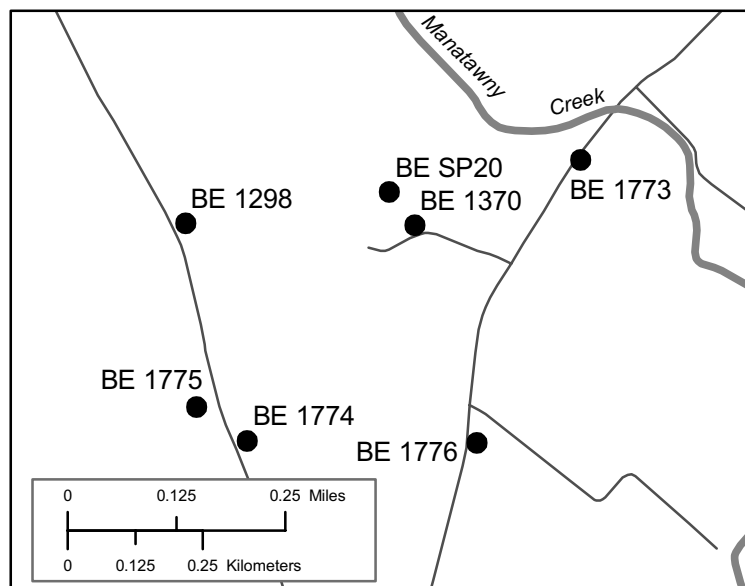 Manatawny
Creek
BE SP20
BE 1773
BE 1298
BE 1370
BE 1775
BE 1774
BE 1776
0 0.125 0.25 Miles
0 0.125 0.25 Kilometers